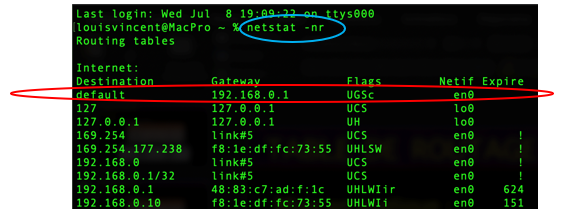 Last login: Wed Jul 8 19:09:22 on ttys000
[louisvincent@MacPro ~ % netstat -nr
Routing tables
Internet:
Destination Gateway Flags Netif Expire
default 192.168.0.1 UGSc en0
127 127.0.0.1 UCS lo0
127.0.0.1 127.0.0.1 UH lo0
169.254 link#5 UCS en0 !
169.254.177.238 f8:1e:df:fc:73:55 UHLSW en0 !
192.168.0 link#5 UCS en0 !
192.168.0.1/32 link#5 UCS en0 !
192.168.0.1 48:83:c7:ad:f:1c UHLWIir en0 624
192.168.0.10 f8:1e:df:fc:73:55 UHLWIi en0 151